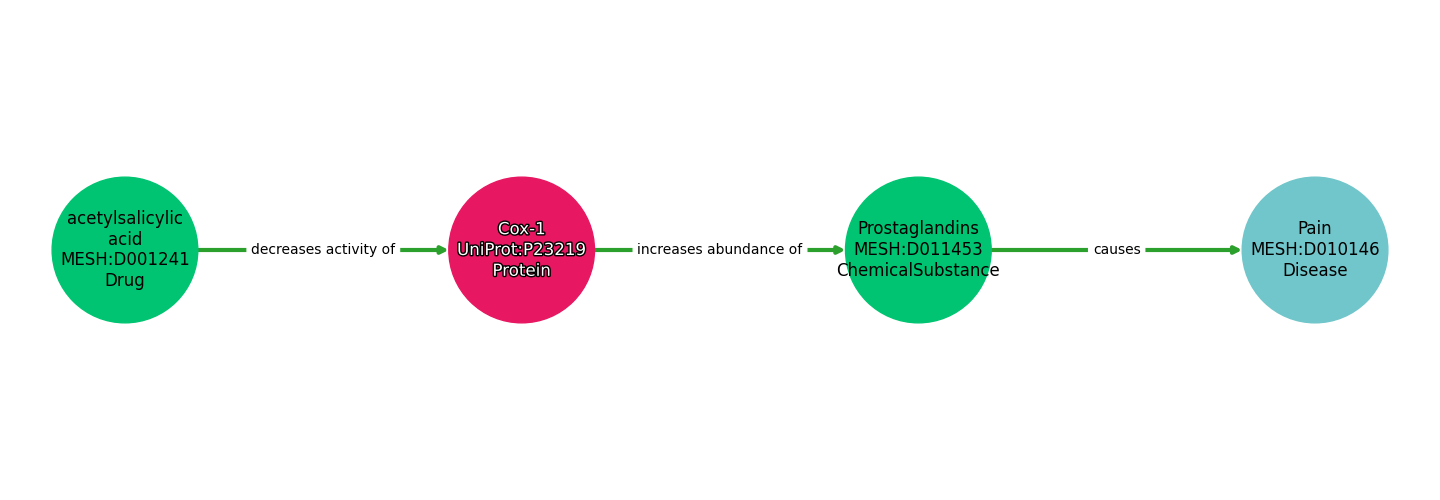 acetylsalicylic
acid
MESH:D001241
Drug
decreases activity of
Cox-1
UniProt:P23219
Protein
increases abundance of
Prostaglandins
MESH:D011453
ChemicalSubstance
causes
Pain
MESH:D010146
Disease